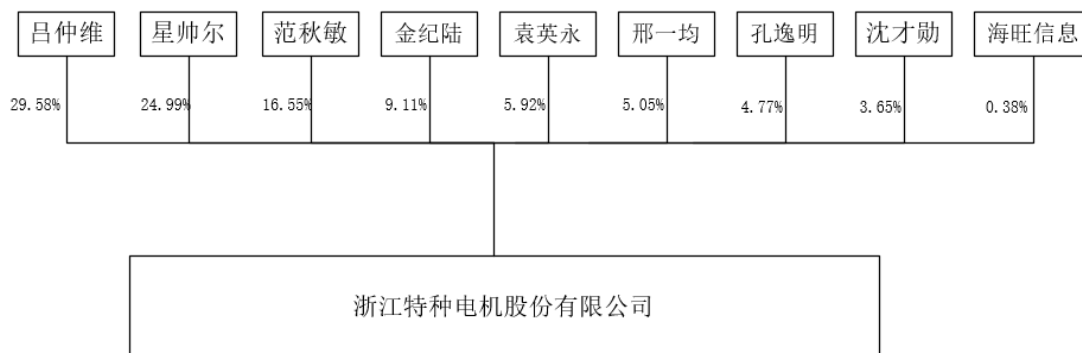 吕仲维 星帅尔 范秋敏 金纪陆 袁英永 邢一均 孔逸明 沈才勋 海旺信息
29.58% 24.99% 16.55% 9.11% 5.92% 5.05% 4.77% 3.65% 0.38%
浙江特种电机股份有限公司